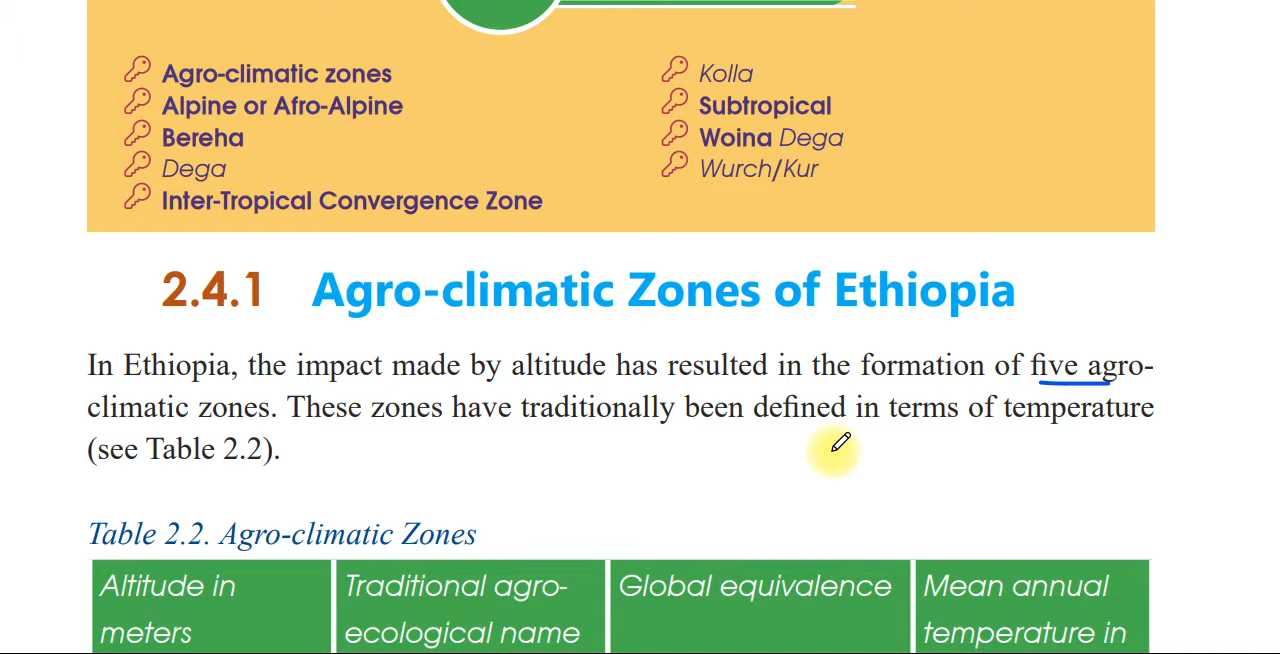 Agro-climatic zones
Alpine or Afro-Alpine
Bereha
Dega
Inter-Tropical Convergence Zone
Kolla
Subtropical
Woina Dega
Wurch/Kur
2.4.1 Agro-climatic Zones of Ethiopia
In Ethiopia, the impact made by altitude has resulted in the formation of five agro-
climatic zones. These zones have traditionally been defined in terms of temperature
(see Table 2.2).
Table 2.2. Agro-climatic Zones
Altitude in
meters
Traditional agro-
ecological name
Global equivalence
Mean annual
temperature in